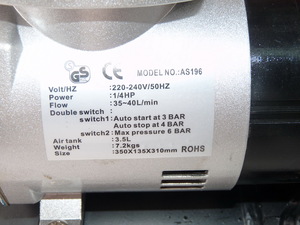 GS CE MODEL NO.:AS196
Volt/HZ :220-240V/50HZ
Power :1/4HP
Flow :35~40L/min
Double switch :
switch1:Auto start at 3 BAR
Auto stop at 4 BAR
switch2:Max pressure 6 BAR
Air tank :3.5L
Weight :7.2kgs
Size :350X135X310mm ROHS